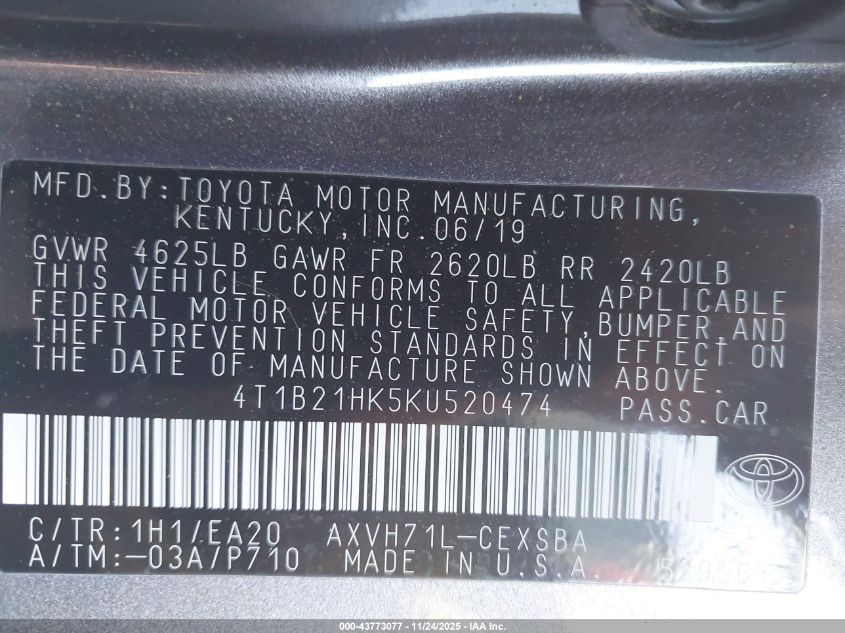 MFD.BY:TOYOTA MOTOR MANUFACTURING,
KENTUCKY,INC.06/19
GVWR 4625LB GAWR FR 2620LB RR 2420LB
THIS VEHICLE CONFORMS TO ALL APPLICABLE
FEDERAL MOTOR VEHICLE SAFETY,BUMPER,AND
THEFT PREVENTION STANDARDS IN EFFECT ON
THE DATE OF MANUFACTURE SHOWN ABOVE.
4T1B21HK5KU520474 PASS.CAR
C/TR:1H1/EA20 AXVH71L-CEXSBA
A/TM:-03A/P710 MADE IN U.S.A.
000-43773077 - 11/24/2025 - IAA Inc.